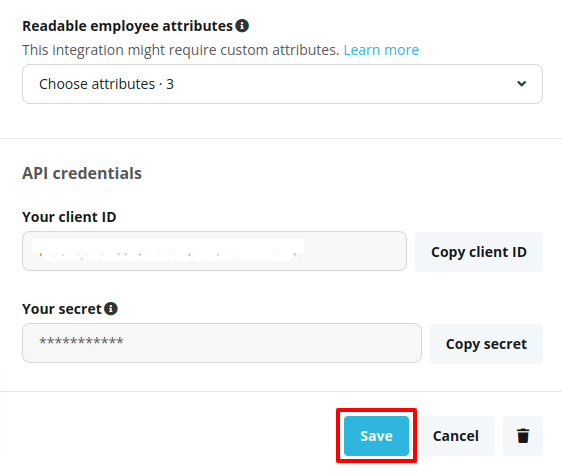 Readable employee attributes
This integration might require custom attributes. Learn more
Choose attributes · 3
API credentials
Your client ID
Copy client ID
Your secret
***********
Copy secret
Save
Cancel